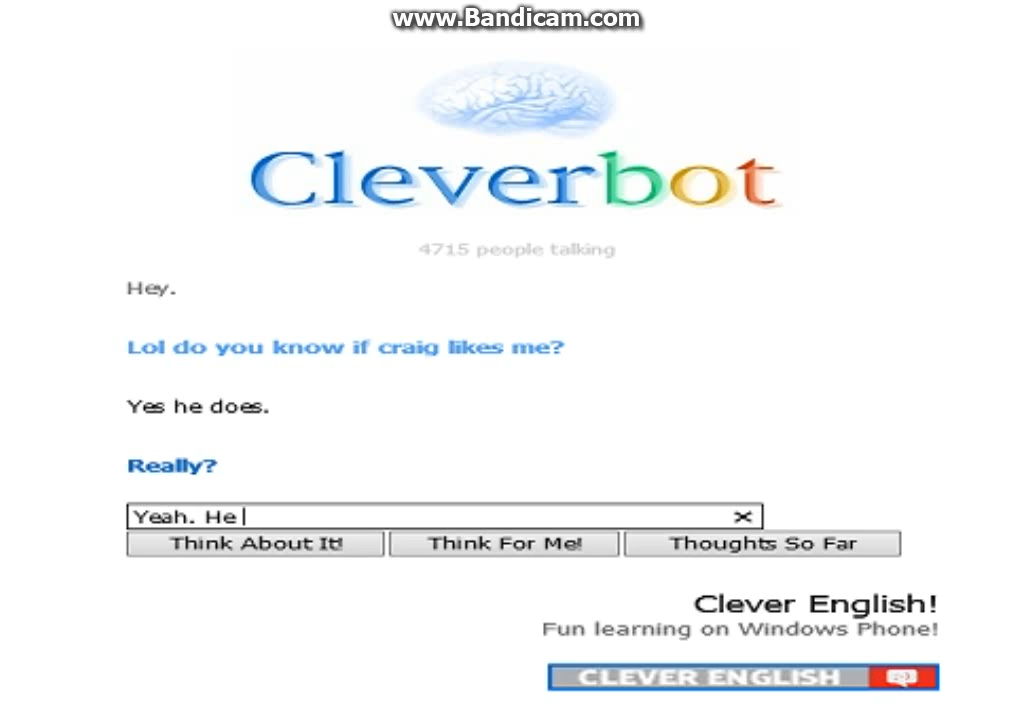 www.Bandicam.com
Cleverbot
4715 people talking
Hey.
Lol do you know if craig likes me?
Yes he does.
Really?
Yeah. He
Think About It! Think For Me! Thoughts So Far
Clever English!
Fun learning on Windows Phone!
CLEVER ENGLISH